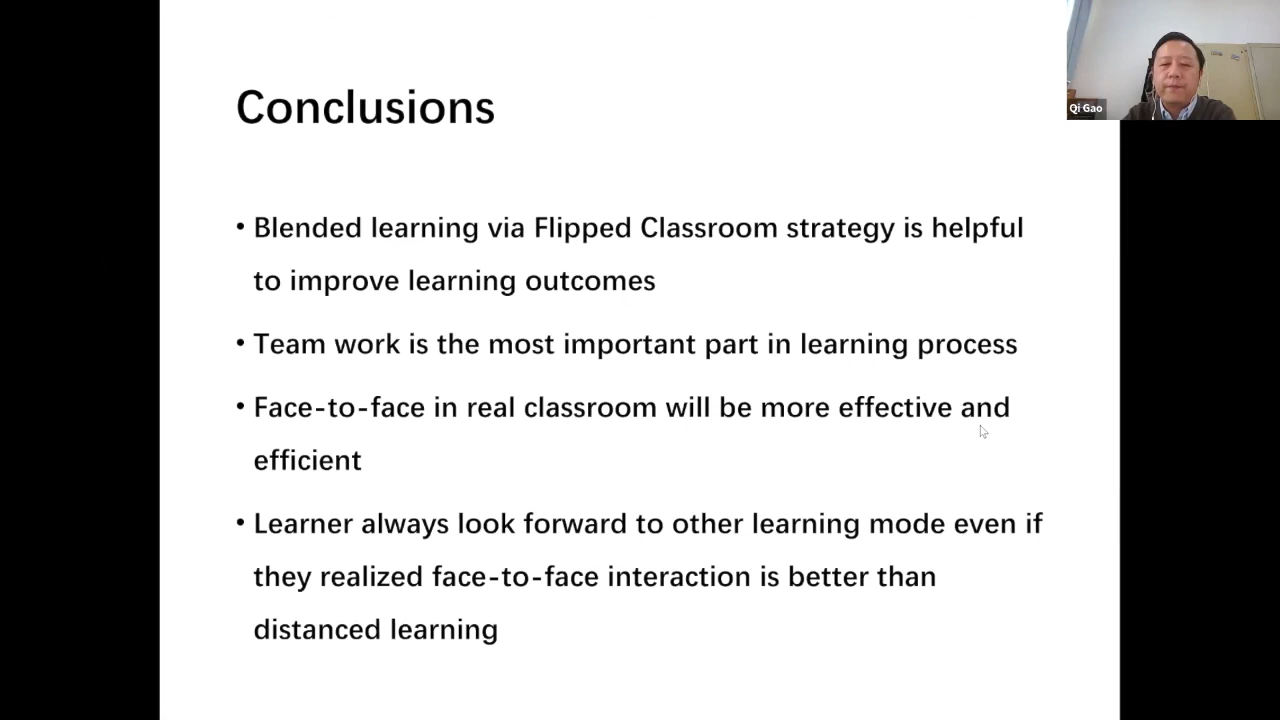 Conclusions
Qi Gao
• Blended learning via Flipped Classroom strategy is helpful
to improve learning outcomes
• Team work is the most important part in learning process
• Face-to-face in real classroom will be more effective and
efficient
• Learner always look forward to other learning mode even if
they realized face-to-face interaction is better than
distanced learning